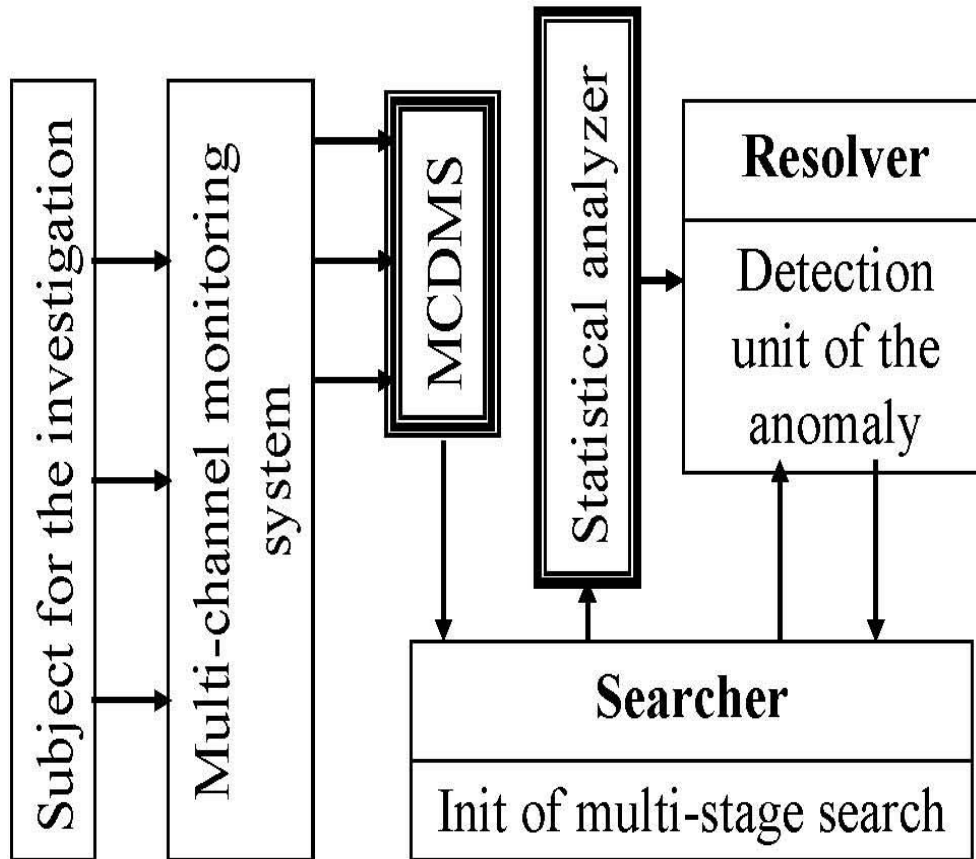 Subject for the investigation
Multi-channel monitoring
system
MCDMS
Statistical analyzer
Resolver
Detection
unit of the
anomaly
Searcher
Init of multi-stage search